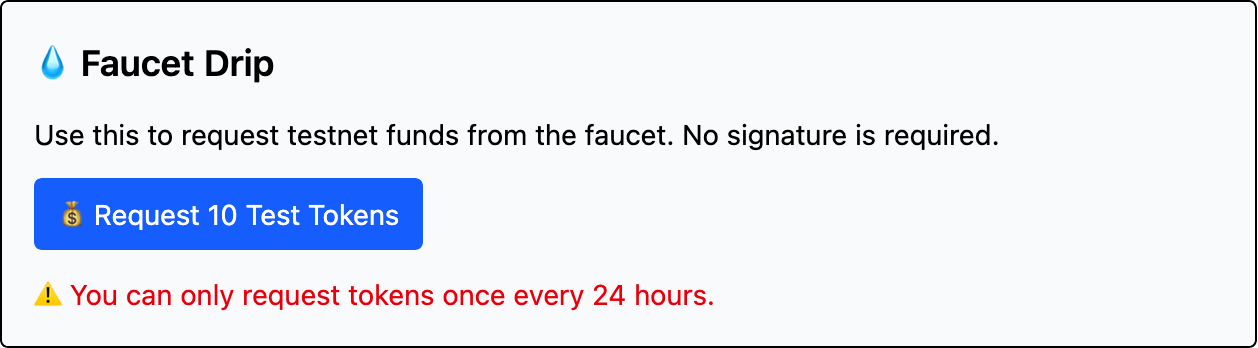 💧 Faucet Drip
Use this to request testnet funds from the faucet. No signature is required.
💰 Request 10 Test Tokens
⚠️ You can only request tokens once every 24 hours.